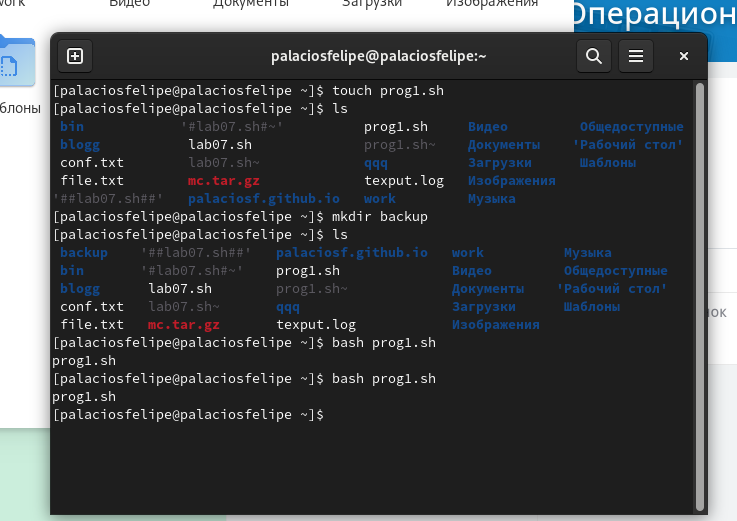 work Видео Документы Загрузки Изображения
Операцион
блоны
palaciosfelipe@palaciosfelipe:~
[palaciosfelipe@palaciosfelipe ~]$ touch prog1.sh
[palaciosfelipe@palaciosfelipe ~]$ ls
bin '#lab07.sh#~' prog1.sh Видео Общедоступные
blogg lab07.sh prog1.sh~ Документы 'Рабочий стол'
conf.txt lab07.sh~ qqq Загрузки Шаблоны
file.txt mc.tar.gz texput.log Изображения
'##lab07.sh##' palaciosf.github.io work Музыка
[palaciosfelipe@palaciosfelipe ~]$ mkdir backup
[palaciosfelipe@palaciosfelipe ~]$ ls
backup '##lab07.sh##' palaciosf.github.io work Музыка
bin '#lab07.sh#~' prog1.sh Видео Общедоступные
blogg lab07.sh prog1.sh~ Документы 'Рабочий стол'
conf.txt lab07.sh~ qqq Загрузки Шаблоны
file.txt mc.tar.gz texput.log Изображения
[palaciosfelipe@palaciosfelipe ~]$ bash prog1.sh
prog1.sh
[palaciosfelipe@palaciosfelipe ~]$ bash prog1.sh
prog1.sh
[palaciosfelipe@palaciosfelipe ~]$